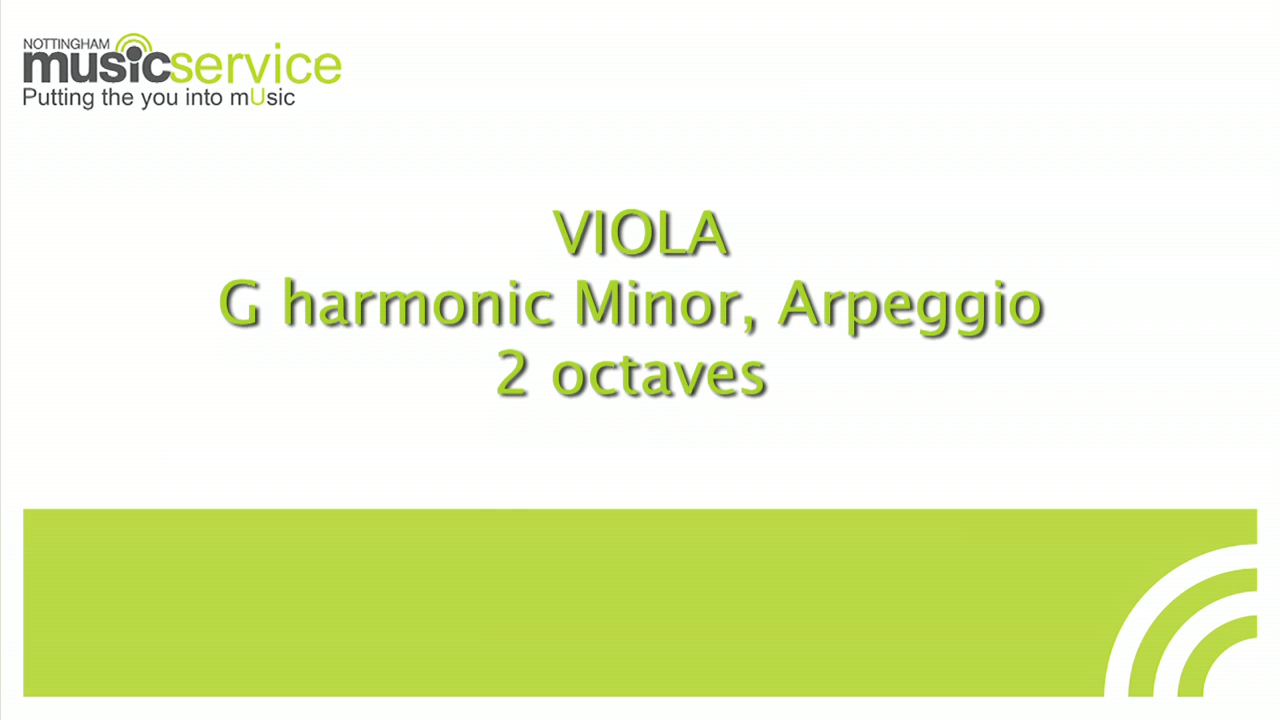 NOTTINGHAM
musicservice
Putting the you into mUsic
VIOLA
G harmonic Minor, Arpeggio
2 octaves